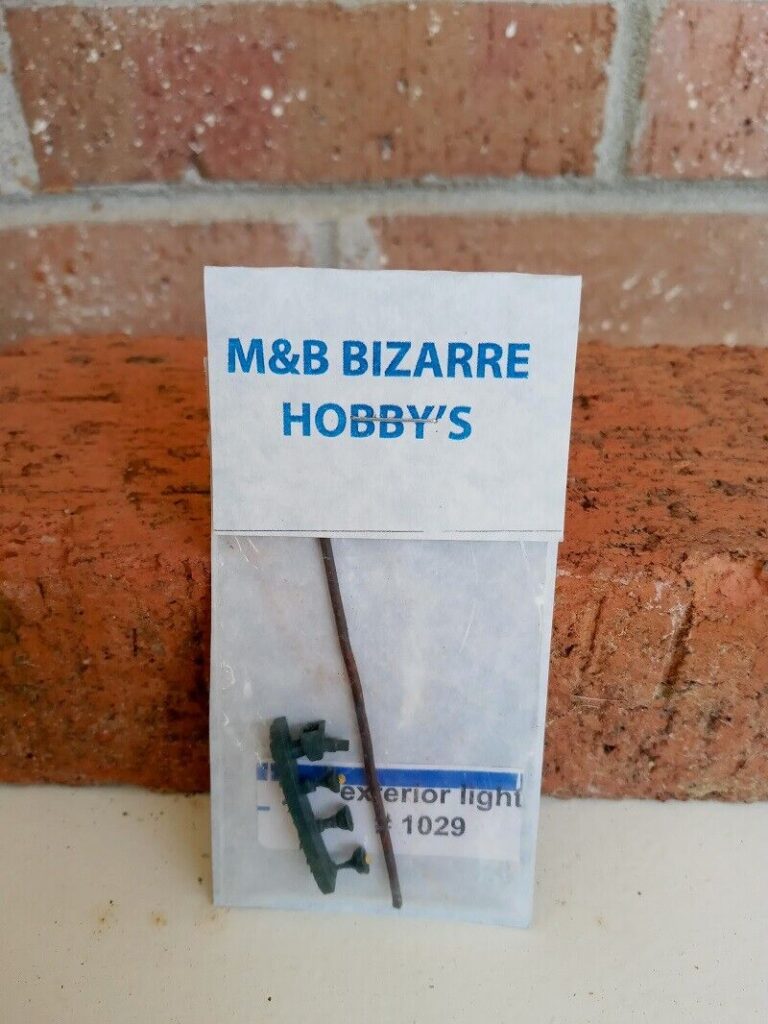 M&B BIZARRE
HOBBY'S
exterior light
# 1029